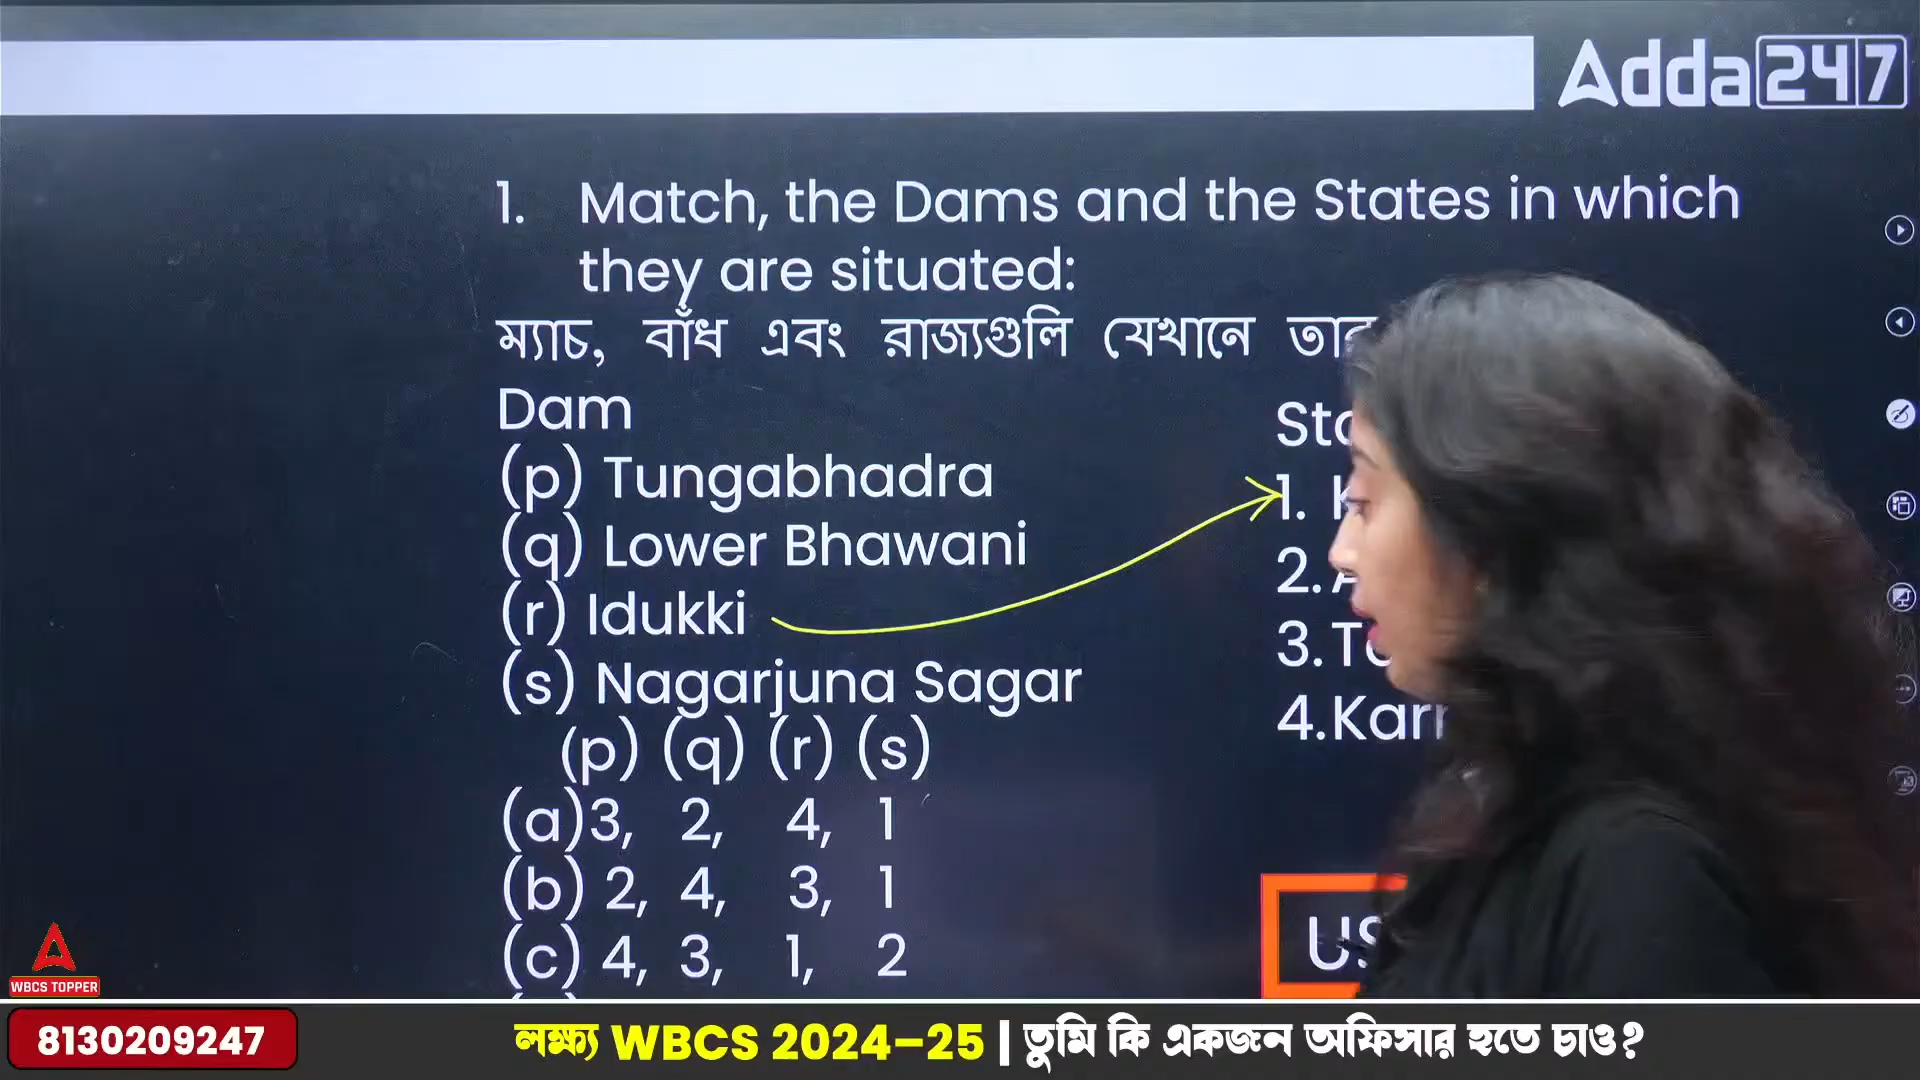 Adda247
1. Match, the Dams and the States in which
they are situated:
ম্যাচ, বাঁধ এবং রাজ্যগুলি যেখানে
Dam
(p) Tungabhadra
1.
(q) Lower Bhawani
2.
(r) Idukki
3.
(s) Nagarjuna Sagar
4.
(p) (q) (r) (s)
(a) 3, 2, 4, 1
(b) 2, 4, 3, 1
(c) 4, 3, 1, 2
WBCS TOPPER
8130209247
লক্ষ্য WBCS 2024–25 | তুমি কি একজন অফিসার হতে চাও?